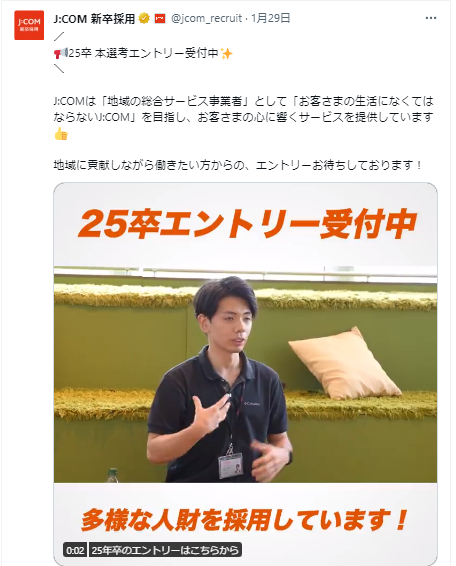 J:COM 新卒採用 @jcom_recruit・1月29日
J:COM
新卒採用
／
📢25卒 本選考エントリー受付中✨
＼
J:COMは「地域の総合サービス事業者」として「お客さまの生活になくては
ならないJ:COM」を目指し、お客さまの心に響くサービスを提供しています
👍
地域に貢献しながら働きたい方からの、エントリーお待ちしております！
25卒エントリー受付中
多様な人財を採用しています！
0:02 25年卒のエントリーはこちらから